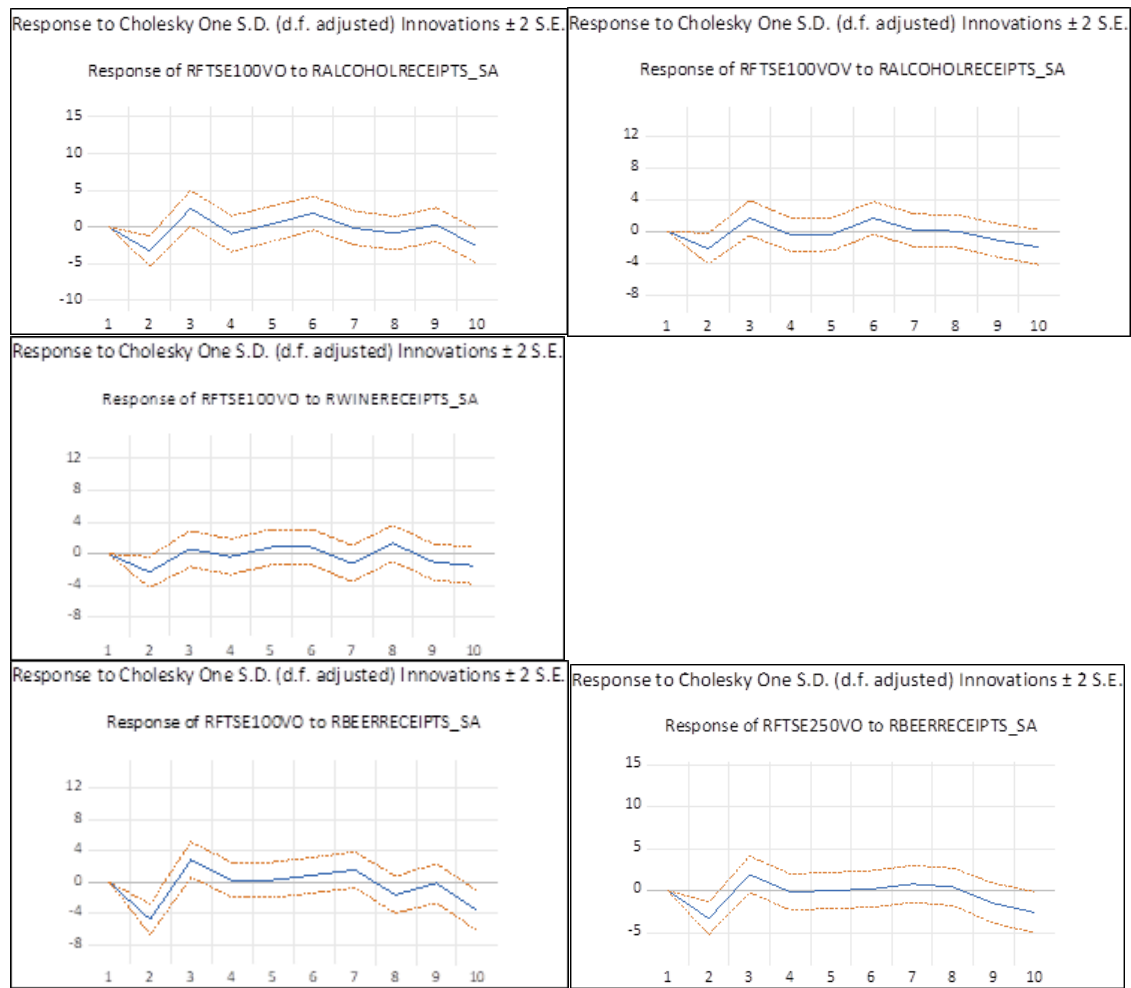 Response to Cholesky One S.D. (d.f. adjusted) Innovations ± 2 S.E.
Response of RFTSE100VO to RALCOHOLRECEIPTS_SA
15
10
5
0
-5
-10
1 2 3 4 5 6 7 8 9 10
Response to Cholesky One S.D. (d.f. adjusted) Innovations ± 2 S.E.
Response of RFTSE100VOV to RALCOHOLRECEIPTS_SA
12
8
4
0
-4
-8
1 2 3 4 5 6 7 8 9 10
Response to Cholesky One S.D. (d.f. adjusted) Innovations ± 2 S.E.
Response of RFTSE100VO to RWINERECEIPTS_SA
12
8
4
0
-4
-8
1 2 3 4 5 6 7 8 9 10
Response to Cholesky One S.D. (d.f. adjusted) Innovations ± 2 S.E.
Response of RFTSE100VO to RBEERRECEIPTS_SA
12
8
4
0
-4
-8
1 2 3 4 5 6 7 8 9 10
Response to Cholesky One S.D. (d.f. adjusted) Innovations ± 2 S.E.
Response of RFTSE250VO to RBEERRECEIPTS_SA
15
10
5
0
-5
1 2 3 4 5 6 7 8 9 10